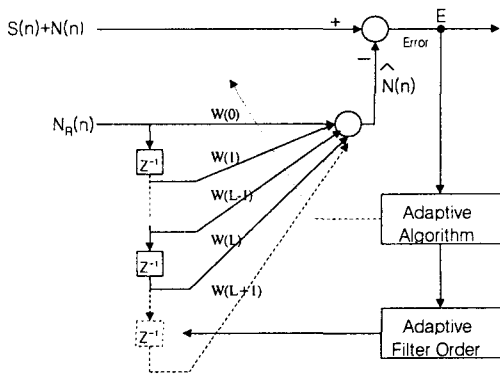 E
S(n)+N(n)
+
Error
−
^
N(n)
N_R(n)
W(0)
Z⁻¹
W(1)
W(L-1)
Adaptive
Algorithm
W(L)
Z⁻¹
W(L+1)
Z⁻¹
Adaptive
Filter Order